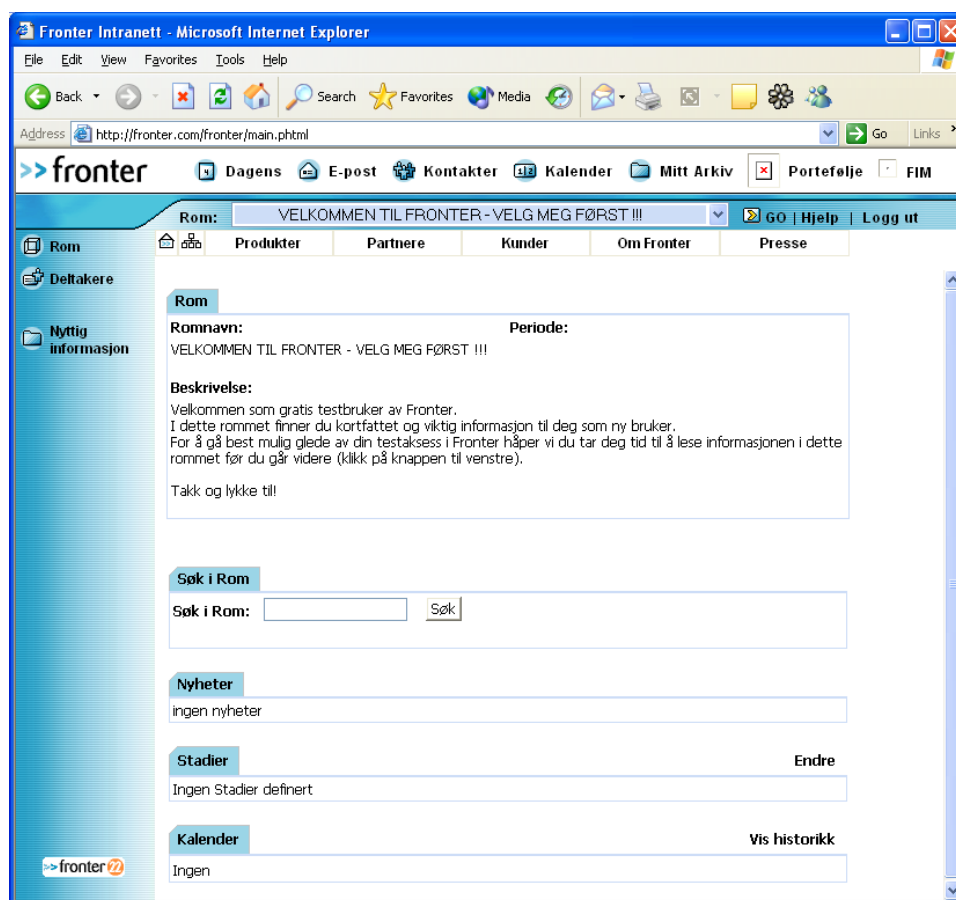 Fronter Intranett - Microsoft Internet Explorer
File Edit View Favorites Tools Help
Back Search Favorites Media
Address http://fronter.com/fronter/main.phtml Go Links
>> fronter Dagens E-post Kontakter Kalender Mitt Arkiv Portefølje FIM
Rom: VELKOMMEN TIL FRONTER - VELG MEG FØRST !!! GO | Hjelp | Logg ut
Rom
Deltakere
Nyttig
informasjon
Produkter Partnere Kunder Om Fronter Presse
Rom
Romnavn: Periode:
VELKOMMEN TIL FRONTER - VELG MEG FØRST !!!
Beskrivelse:
Velkommen som gratis testbruker av Fronter.
I dette rommet finner du kortfattet og viktig informasjon til deg som ny bruker.
For å gå best mulig glede av din testaksess i Fronter håper vi du tar deg tid til å lese informasjonen i dette
rommet før du går videre (klikk på knappen til venstre).
Takk og lykke til!
Søk i Rom
Søk i Rom: Søk
Nyheter
ingen nyheter
Stadier Endre
Ingen Stadier definert
Kalender Vis historikk
Ingen
>> fronter 22